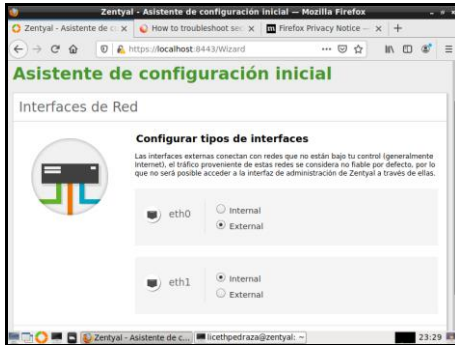 Zentyal - Asistente de configuración inicial — Mozilla Firefox
Zentyal - Asistente de c
How to troubleshoot sec
Firefox Privacy Notice —
https://localhost:8443/Wizard
Asistente de configuración inicial
Interfaces de Red
Configurar tipos de interfaces
Las interfaces externas conectan con redes que no están bajo tu control (generalmente
Internet), el tráfico proveniente de estas redes se considera no fiable por defecto, por lo
que no será posible acceder a la interfaz de administración de Zentyal a través de ellas.
eth0
Internal
External
eth1
Internal
External
Zentyal - Asistente de c...
licethpedraza@zentyal: ~
23:29